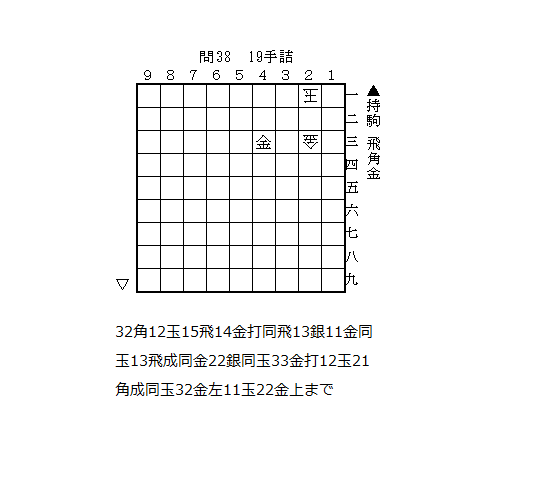 問38 19手詰
9 8 7 6 5 4 3 2 1
王 一
二
金 金 三
四
五
六
七
八
九
▲持駒 飛角金
▽
32角12玉15飛14金打同飛13銀11金同
玉13飛成同金22銀同玉33金打12玉21
角成同玉32金左11玉22金上まで